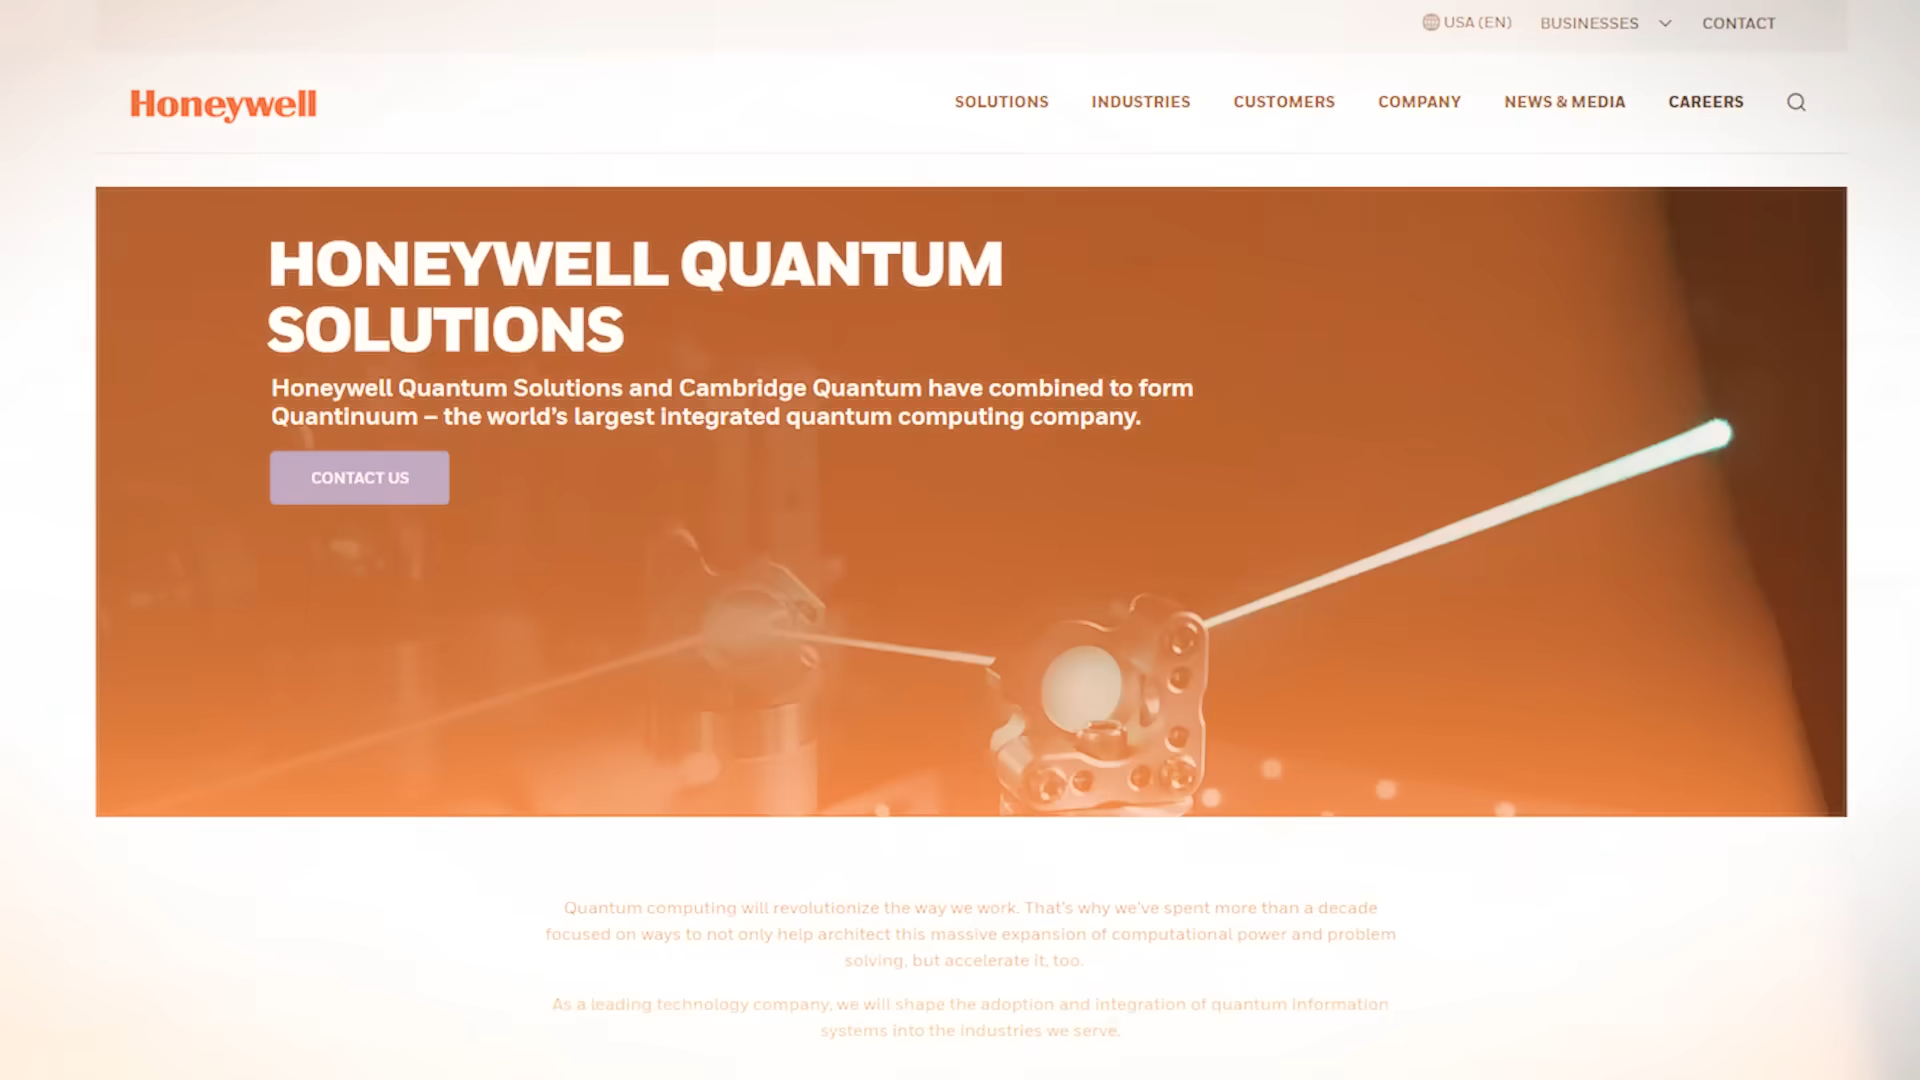 USA (EN) BUSINESSES CONTACT
Honeywell SOLUTIONS INDUSTRIES CUSTOMERS COMPANY NEWS & MEDIA CAREERS
HONEYWELL QUANTUM
SOLUTIONS
Honeywell Quantum Solutions and Cambridge Quantum have combined to form
Quantinuum – the world's largest integrated quantum computing company.
CONTACT US
Quantum computing will revolutionize the way we work. That's why we've spent more than a decade
focused on ways to not only help architect this massive expansion of computational power and problem
solving, but accelerate it, too.
As a leading technology company, we will shape the adoption and integration of quantum information
systems into the industries we serve.